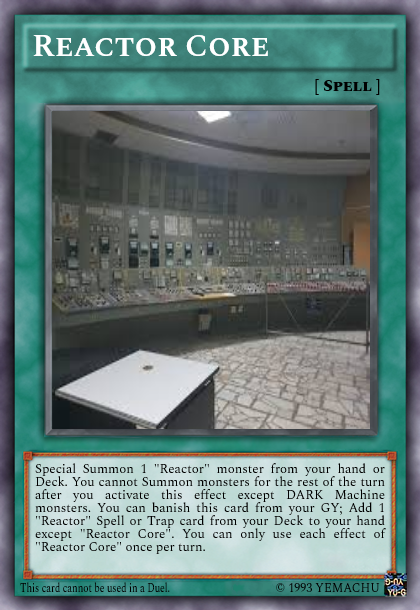 Reactor Core
[ Spell ]
Special Summon 1 "Reactor" monster from your hand or
Deck. You cannot Summon monsters for the rest of the turn
after you activate this effect except DARK Machine
monsters. You can banish this card from your GY; Add 1
"Reactor" Spell or Trap card from your Deck to your hand
except "Reactor Core". You can only use each effect of
"Reactor Core" once per turn.
This card cannot be used in a Duel. © 1993 YEMACHU